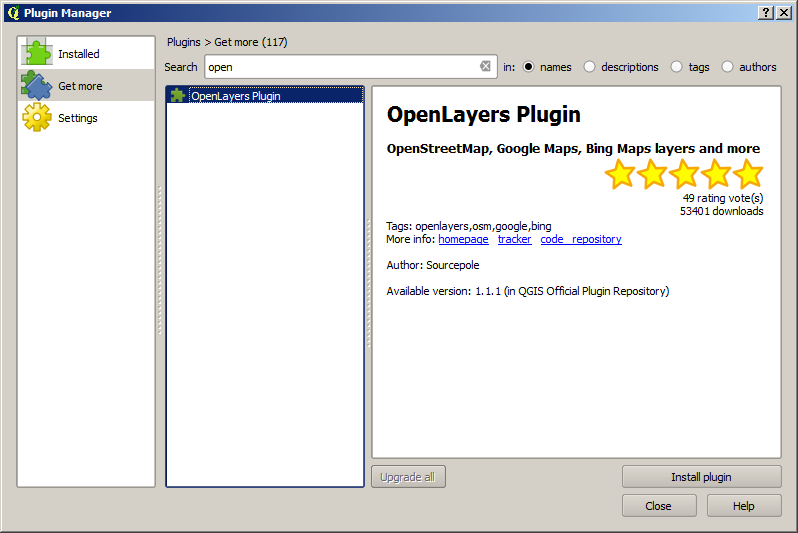 Plugin Manager
Installed
Get more
Settings
Plugins > Get more (117)
Search open in: names descriptions tags authors
OpenLayers Plugin
OpenLayers Plugin
OpenStreetMap, Google Maps, Bing Maps layers and more
49 rating vote(s)
53401 downloads
Tags: openlayers,osm,google,bing
More info: homepage tracker code_repository
Author: Sourcepole
Available version: 1.1.1 (in QGIS Official Plugin Repository)
Upgrade all Install plugin
Close Help